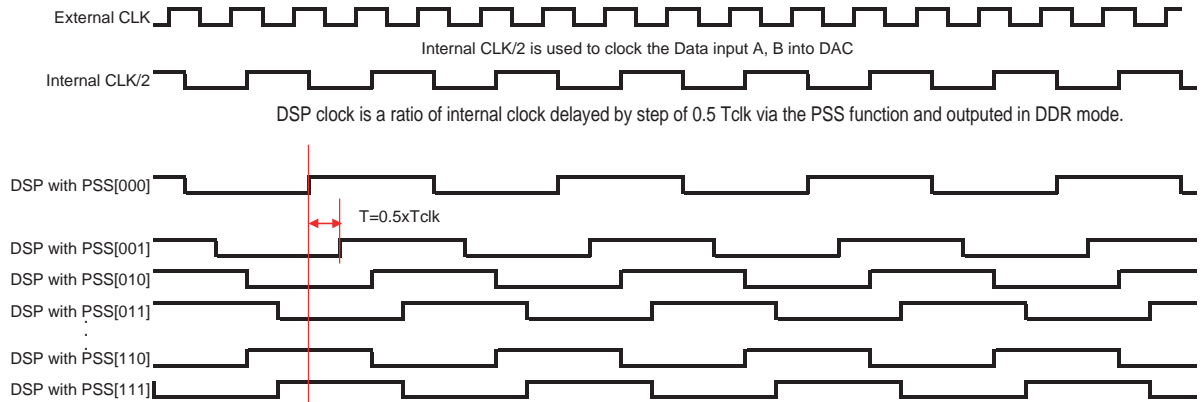 External CLK
Internal CLK/2 is used to clock the Data input A, B into DAC
Internal CLK/2
DSP clock is a ratio of internal clock delayed by step of 0.5 Tclk via the PSS function and outputed in DDR mode.
DSP with PSS[000]
T=0.5xTclk
DSP with PSS[001]
DSP with PSS[010]
DSP with PSS[011]
.
.
.
DSP with PSS[110]
DSP with PSS[111]